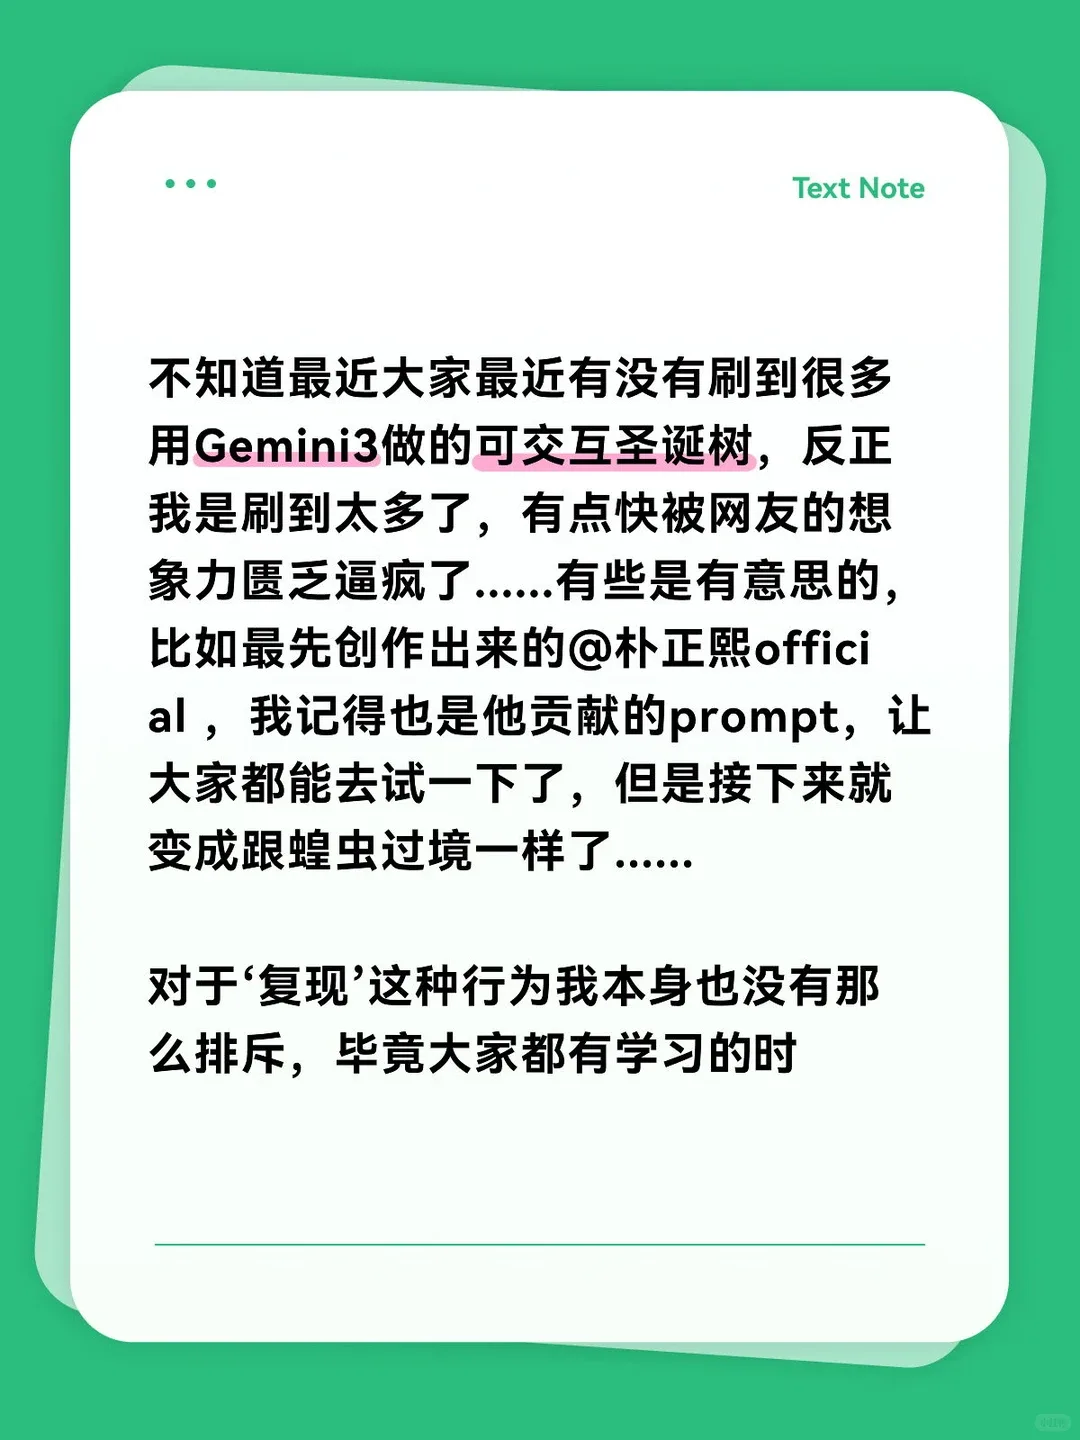 •••
Text Note
不知道最近大家最近有没有刷到很多
用Gemini3做的可交互圣诞树，反正
我是刷到太多了，有点快被网友的想
象力匮乏逼疯了......有些是有意思的，
比如最先创作出来的@朴正熙offici
al ，我记得也是他贡献的prompt，让
大家都能去试一下了，但是接下来就
变成跟蝗虫过境一样了......
对于‘复现’这种行为我本身也没有那
么排斥，毕竟大家都有学习的时